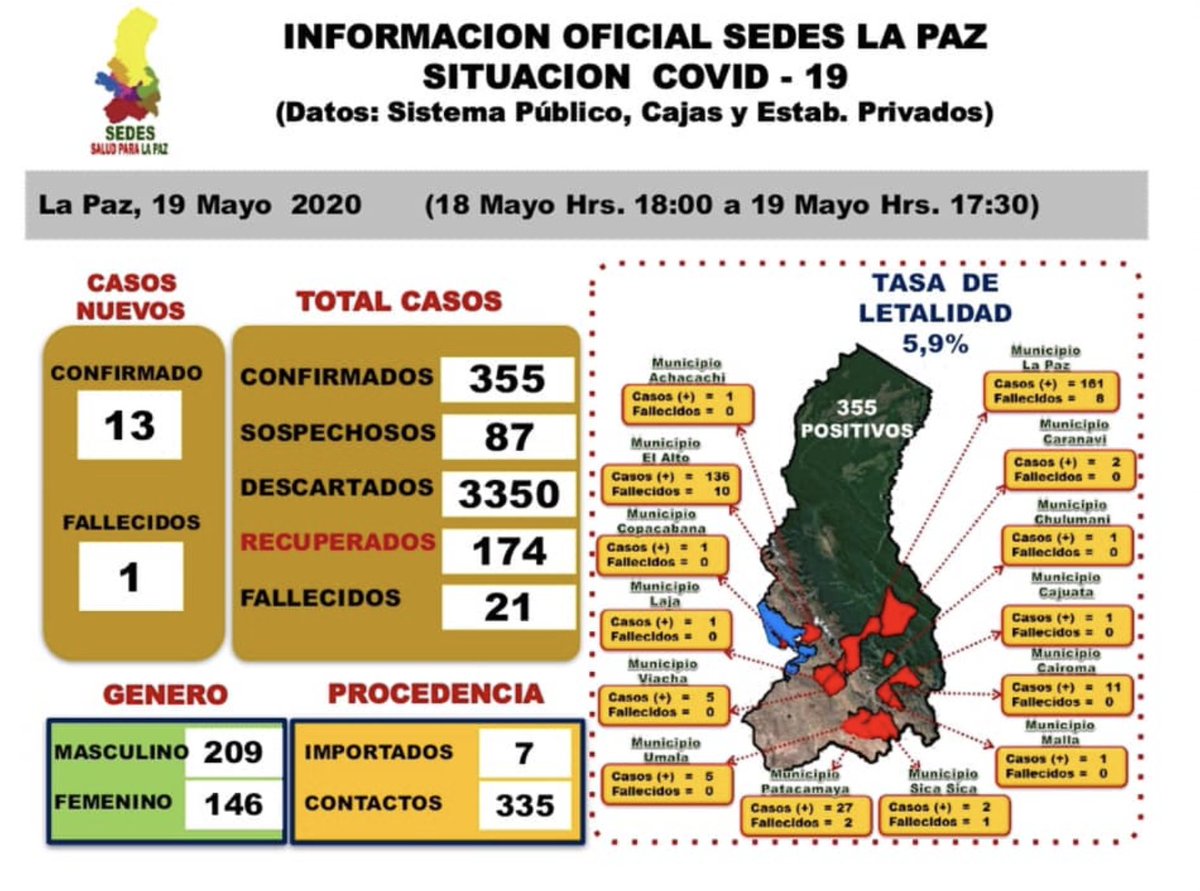 SEDES
SALUD PARA LA PAZ
INFORMACION OFICIAL SEDES LA PAZ
SITUACION COVID - 19
(Datos: Sistema Público, Cajas y Estab. Privados)
La Paz, 19 Mayo 2020 (18 Mayo Hrs. 18:00 a 19 Mayo Hrs. 17:30)
CASOS
NUEVOS
CONFIRMADO
13
FALLECIDOS
1
TOTAL CASOS
CONFIRMADOS 355
SOSPECHOSOS 87
DESCARTADOS 3350
RECUPERADOS 174
FALLECIDOS 21
GENERO
MASCULINO 209
FEMENINO 146
PROCEDENCIA
IMPORTADOS 7
CONTACTOS 335
TASA DE
LETALIDAD
5,9%
355
POSITIVOS
Municipio
Achacachi
Casos (+) = 1
Fallecidos = 0
Municipio
El Alto
Casos (+) = 136
Fallecidos = 10
Municipio
Copacabana
Casos (+) = 1
Fallecidos = 0
Municipio
Laja
Casos (+) = 1
Fallecidos = 0
Municipio
Viacha
Casos (+) = 5
Fallecidos = 0
Municipio
Umala
Casos (+) = 5
Fallecidos = 0
Municipio
Patacamaya
Casos (+) = 27
Fallecidos = 2
Municipio
Sica Sica
Casos (+) = 2
Fallecidos = 1
Municipio
La Paz
Casos (+) = 161
Fallecidos = 8
Municipio
Caranavi
Casos (+) = 2
Fallecidos = 0
Municipio
Chulumani
Casos (+) = 1
Fallecidos = 0
Municipio
Cajuata
Casos (+) = 1
Fallecidos = 0
Municipio
Cairoma
Casos (+) = 11
Fallecidos = 0
Municipio
Malla
Casos (+) = 1
Fallecidos = 0